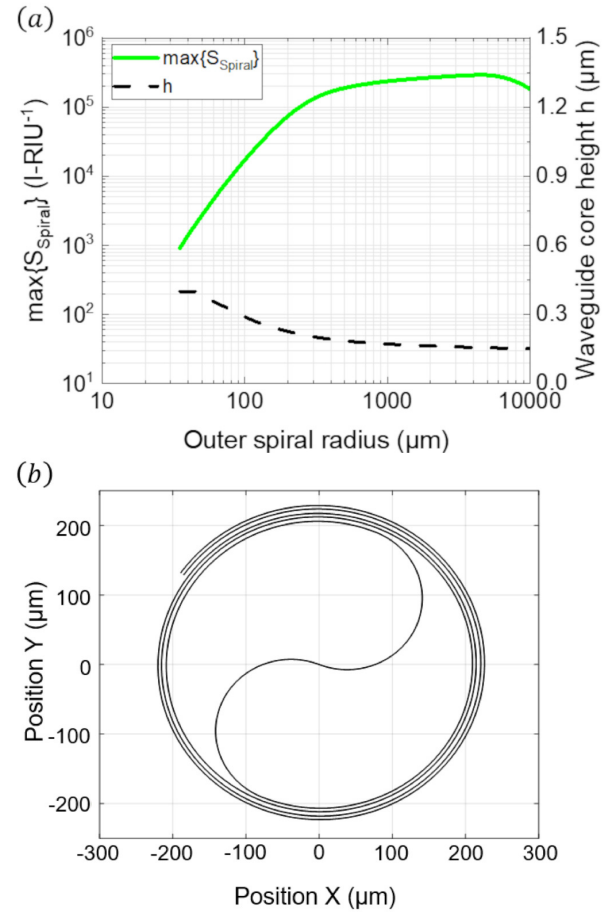 (a)
max{S_Spiral}
h
10^6
10^5
10^4
10^3
10^2
10^1
max{S_Spiral} (I-RIU^-1)
1.5
1.2
0.9
0.6
0.3
0.0
Waveguide core height h (μm)
10 100 1000 10000
Outer spiral radius (μm)
(b)
200
100
0
-100
-200
Position Y (μm)
-300 -200 -100 0 100 200 300
Position X (μm)